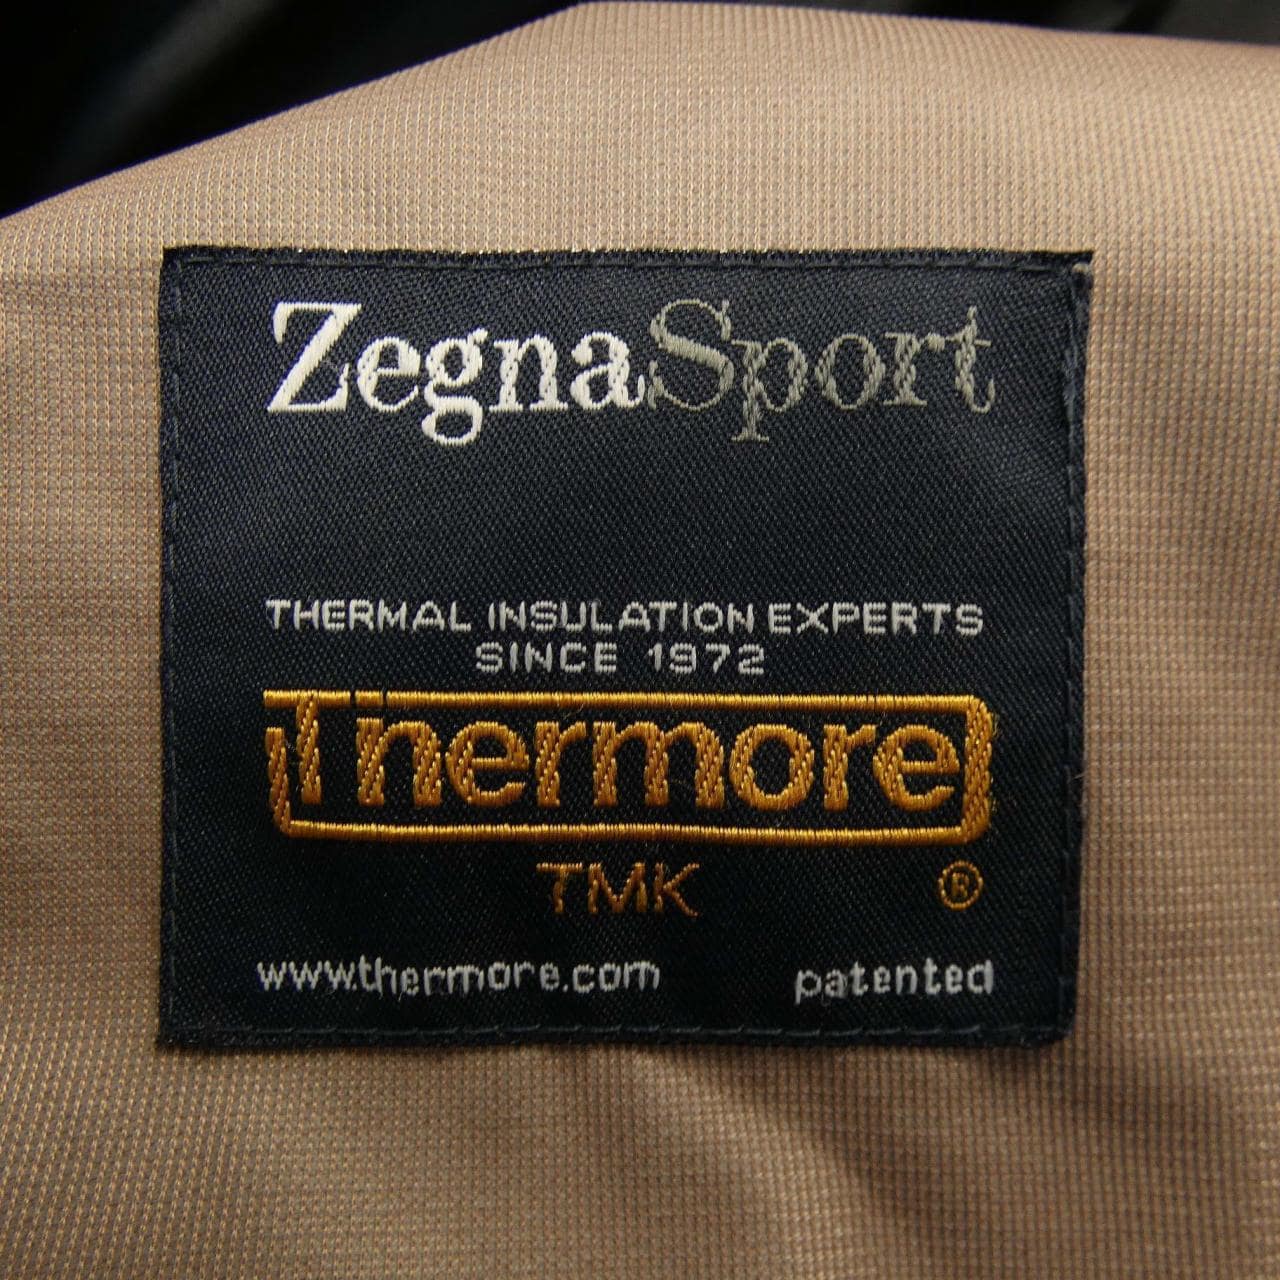 ZegnaSport
THERMAL INSULATION EXPERTS
SINCE 1972
Thermore
TMK ®
www.thermore.com patented